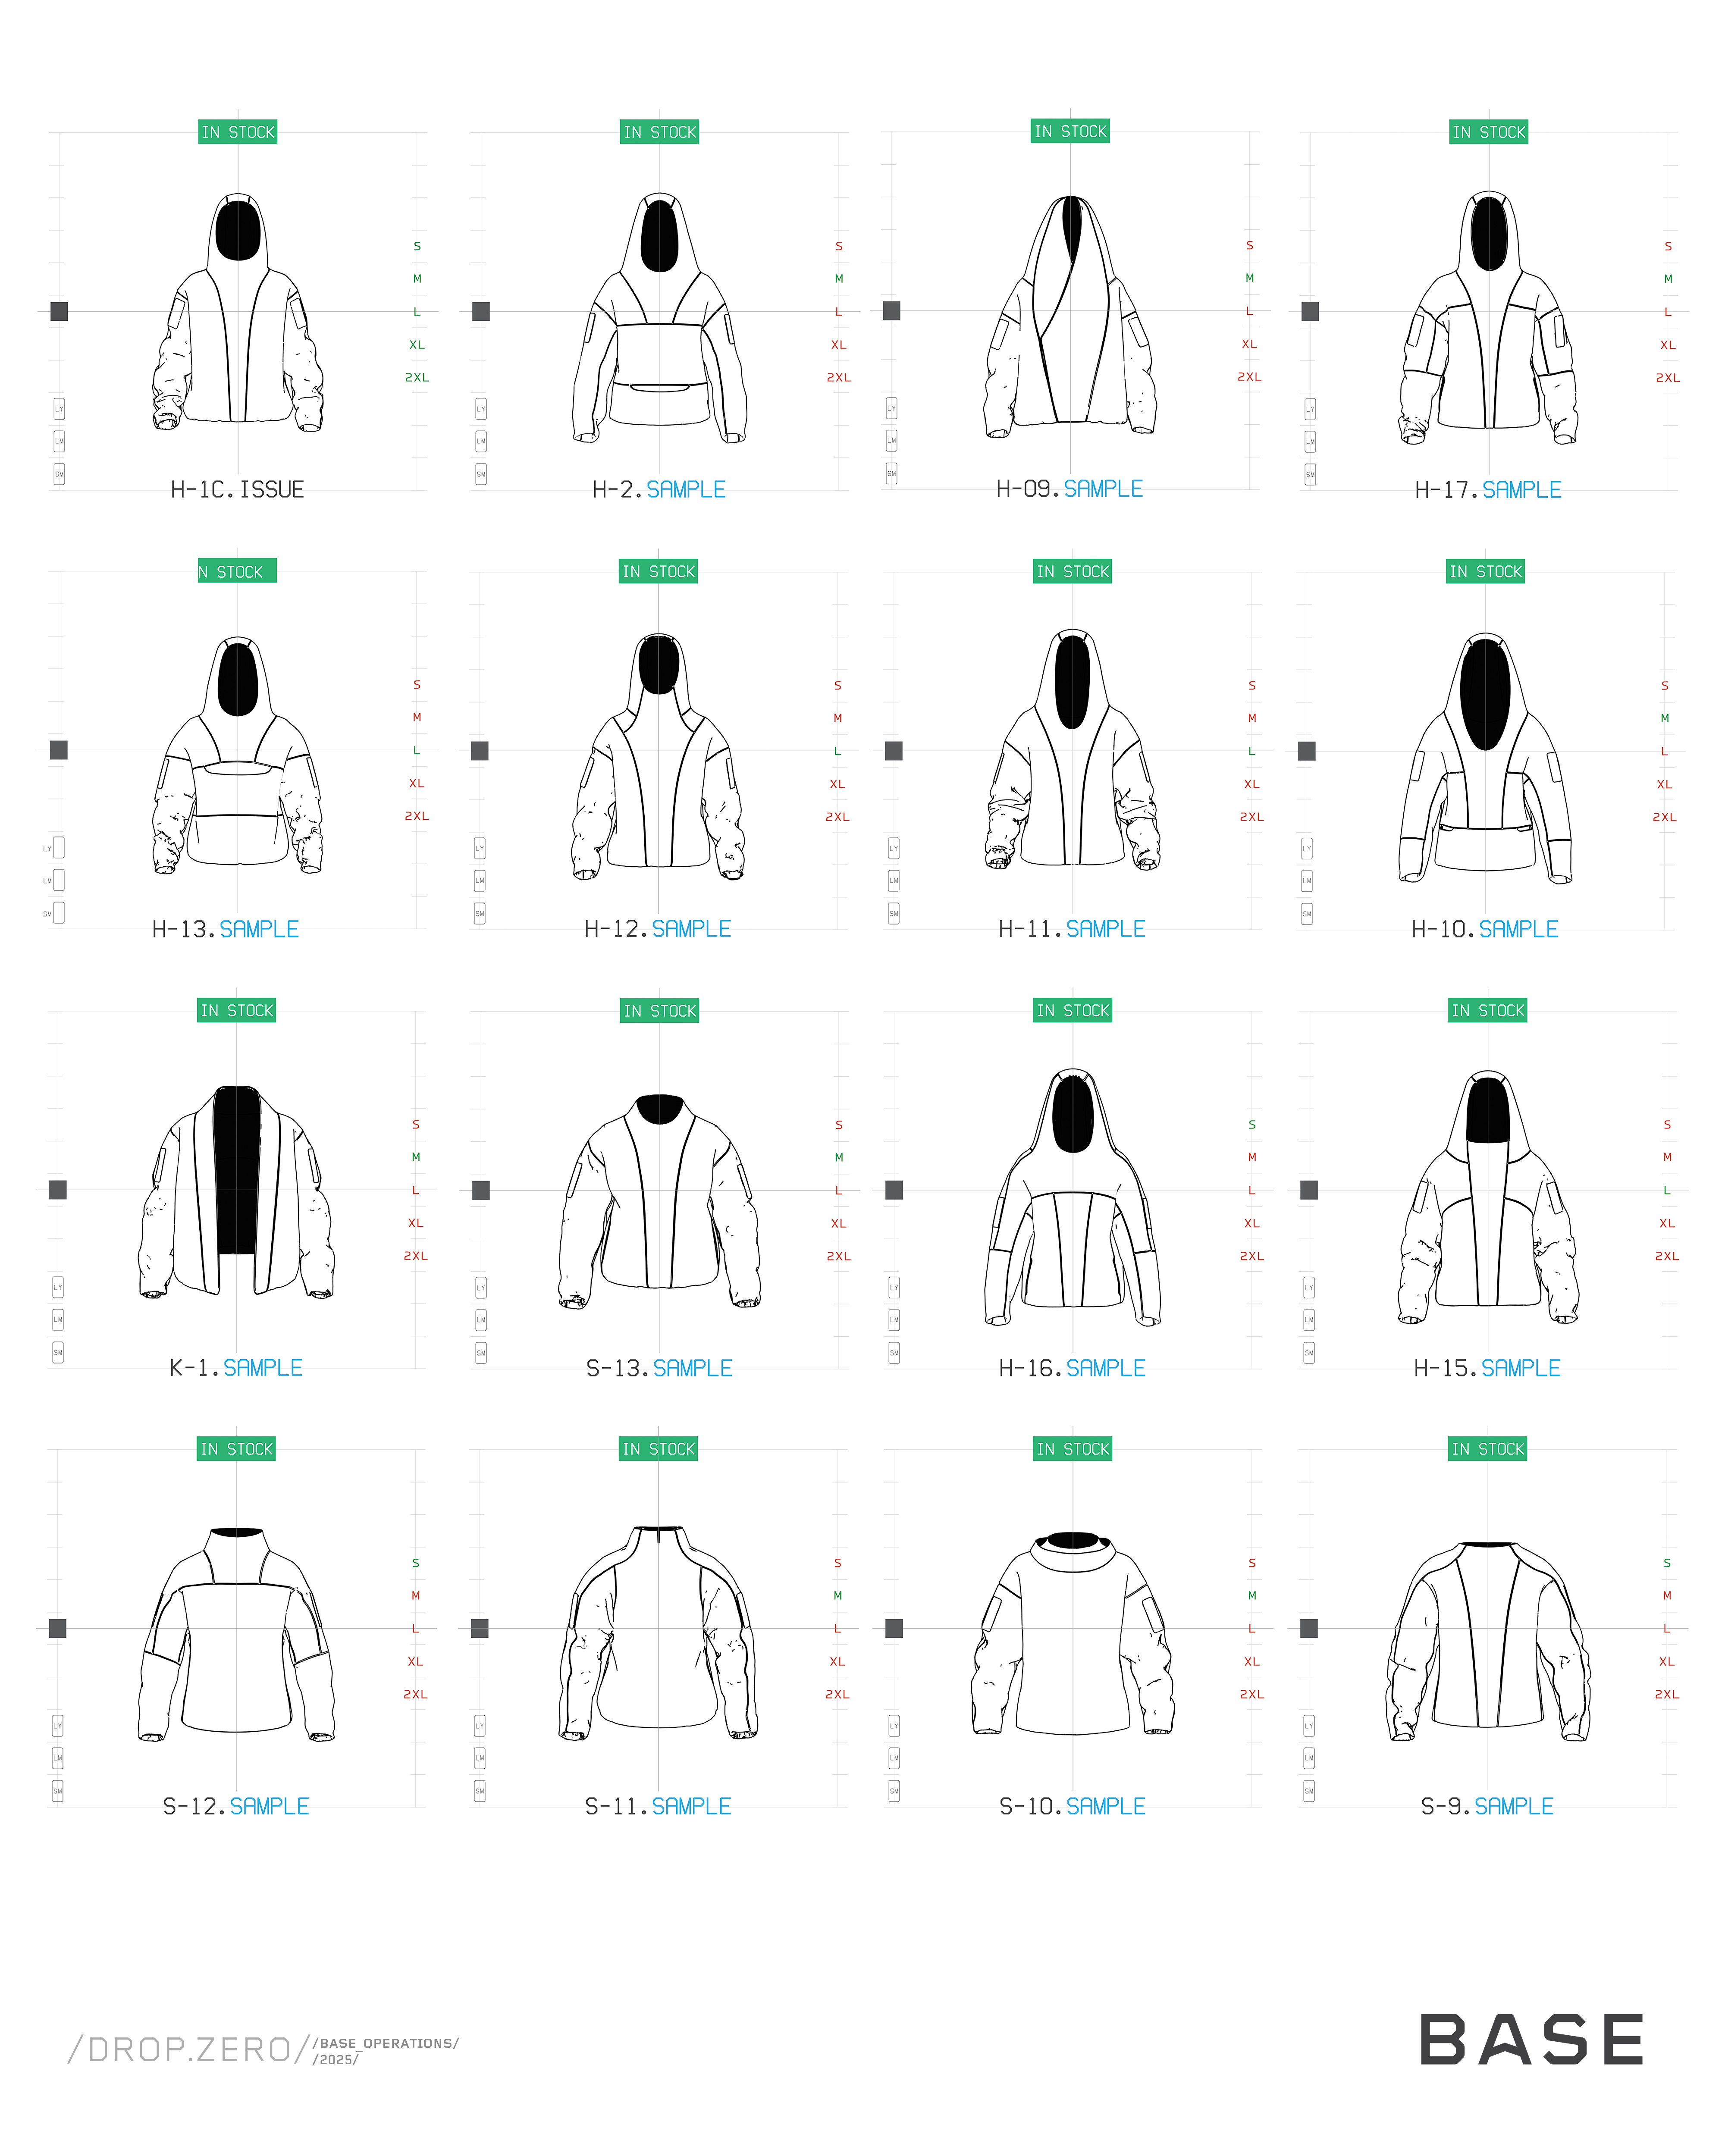 IN STOCK
S
M
L
XL
2XL
LY
LM
SM
H-1C.ISSUE
IN STOCK
S
M
L
XL
2XL
LY
LM
SM
H-2.SAMPLE
IN STOCK
S
M
L
XL
2XL
LY
LM
SM
H-09.SAMPLE
IN STOCK
S
M
L
XL
2XL
LY
LM
SM
H-17.SAMPLE
N STOCK
S
M
L
XL
2XL
LY
LM
SM
H-13.SAMPLE
IN STOCK
S
M
L
XL
2XL
LY
LM
SM
H-12.SAMPLE
IN STOCK
S
M
L
XL
2XL
LY
LM
SM
H-11.SAMPLE
IN STOCK
S
M
L
XL
2XL
LY
LM
SM
H-10.SAMPLE
IN STOCK
S
M
L
XL
2XL
LY
LM
SM
K-1.SAMPLE
IN STOCK
S
M
L
XL
2XL
LY
LM
SM
S-13.SAMPLE
IN STOCK
S
M
L
XL
2XL
LY
LM
SM
H-16.SAMPLE
IN STOCK
S
M
L
XL
2XL
LY
LM
SM
H-15.SAMPLE
IN STOCK
S
M
L
XL
2XL
LY
LM
SM
S-12.SAMPLE
IN STOCK
S
M
L
XL
2XL
LY
LM
SM
S-11.SAMPLE
IN STOCK
S
M
L
XL
2XL
LY
LM
SM
S-10.SAMPLE
IN STOCK
S
M
L
XL
2XL
LY
LM
SM
S-9.SAMPLE
/DROP.ZERO/
/BASE_OPERATIONS/
/2025/
BASE